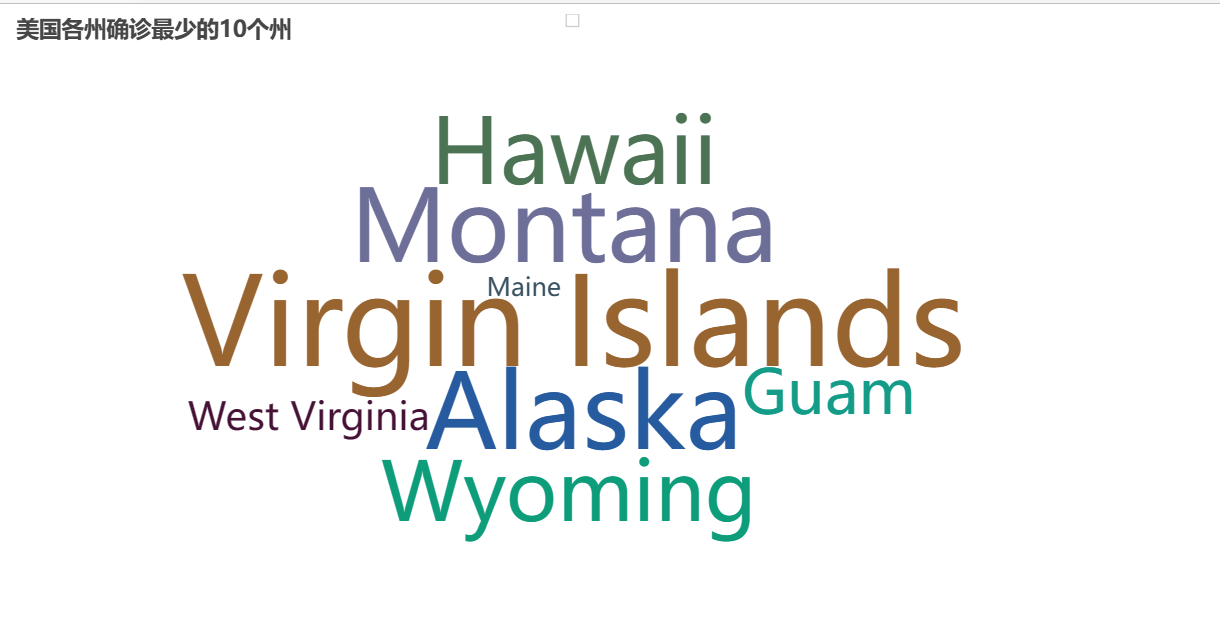 美国各州确诊最少的10个州
Hawaii
Montana
Maine
Virgin Islands
Guam
West Virginia
Alaska
Wyoming